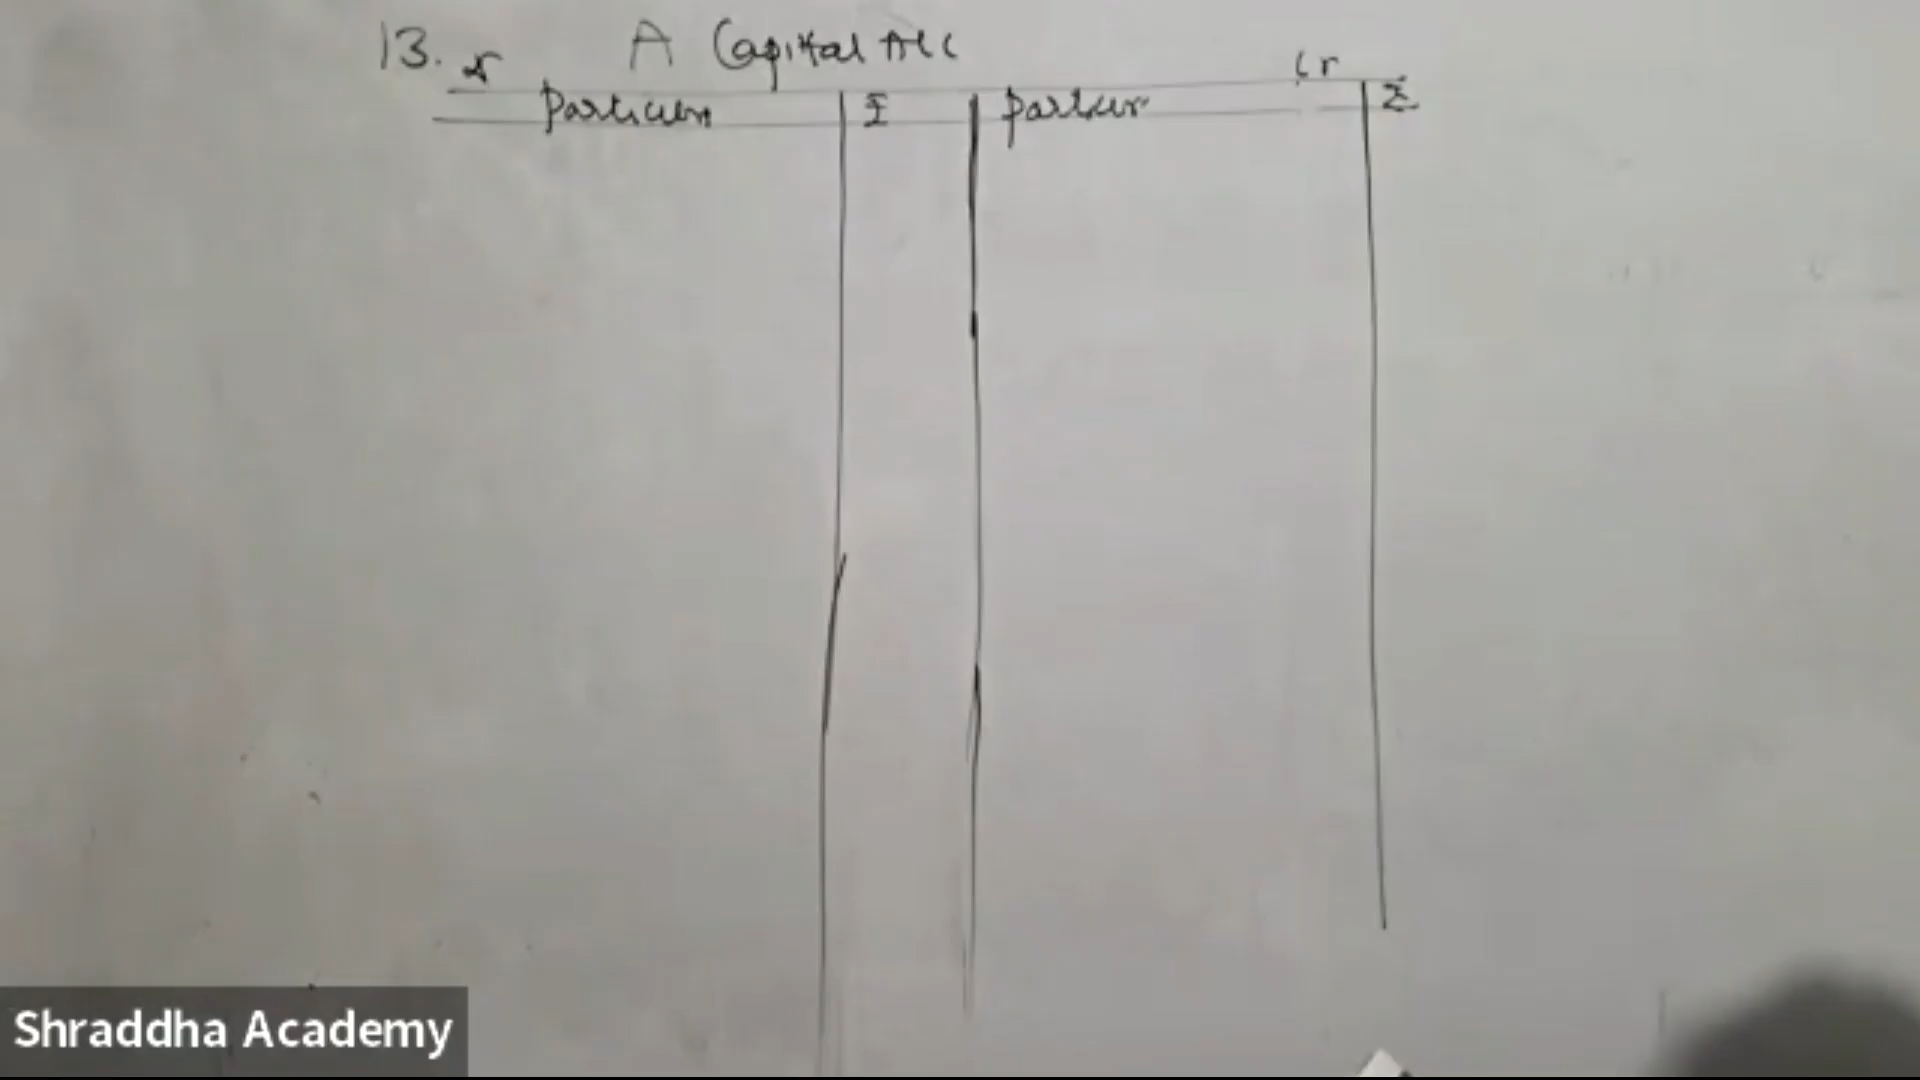 13. Dr A Capital A/c Cr
Particulars ₹ Particulars ₹
Shraddha Academy